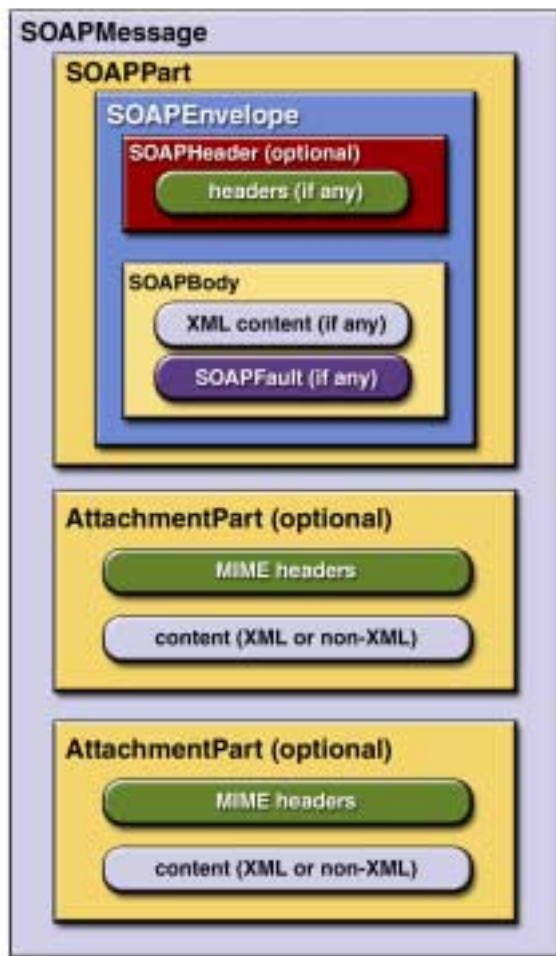 SOAPMessage
SOAPPart
SOAPEnvelope
SOAPHeader (optional)
headers (if any)
SOAPBody
XML content (if any)
SOAPFault (if any)
AttachmentPart (optional)
MIME headers
content (XML or non-XML)
AttachmentPart (optional)
MIME headers
content (XML or non-XML)